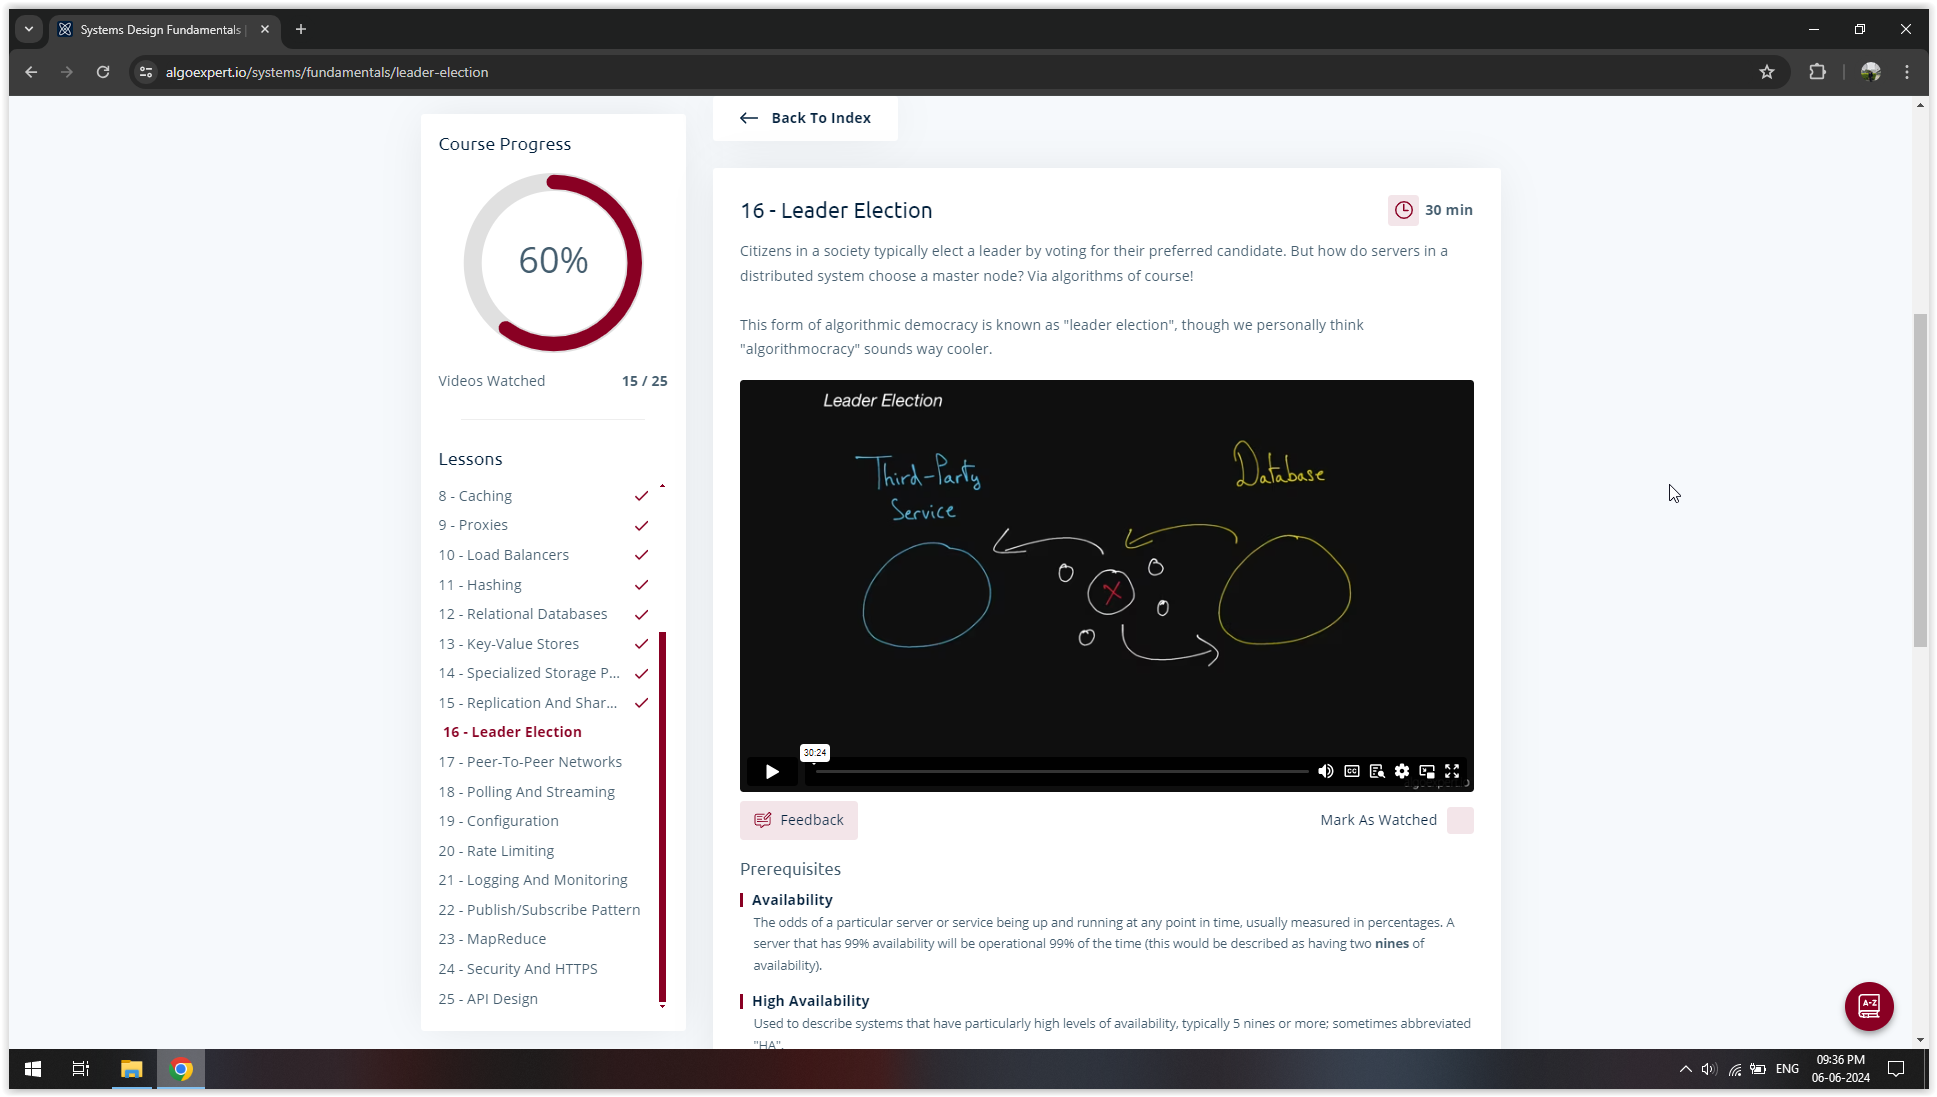 Systems Design Fundamentals |
algoexpert.io/systems/fundamentals/leader-election
Course Progress
60%
Videos Watched 15 / 25
Lessons
8 - Caching
9 - Proxies
10 - Load Balancers
11 - Hashing
12 - Relational Databases
13 - Key-Value Stores
14 - Specialized Storage P...
15 - Replication And Shar...
16 - Leader Election
17 - Peer-To-Peer Networks
18 - Polling And Streaming
19 - Configuration
20 - Rate Limiting
21 - Logging And Monitoring
22 - Publish/Subscribe Pattern
23 - MapReduce
24 - Security And HTTPS
25 - API Design
Back To Index
16 - Leader Election
30 min
Citizens in a society typically elect a leader by voting for their preferred candidate. But how do servers in a
distributed system choose a master node? Via algorithms of course!
This form of algorithmic democracy is known as "leader election", though we personally think
"algorithmocracy" sounds way cooler.
Leader Election
Third-Party
Service
Database
X
30:24
CC
Feedback
Mark As Watched
Prerequisites
Availability
The odds of a particular server or service being up and running at any point in time, usually measured in percentages. A
server that has 99% availability will be operational 99% of the time (this would be described as having two nines of
availability).
High Availability
Used to describe systems that have particularly high levels of availability, typically 5 nines or more; sometimes abbreviated
"HA".
A-Z
ENG
09:36 PM
06-06-2024